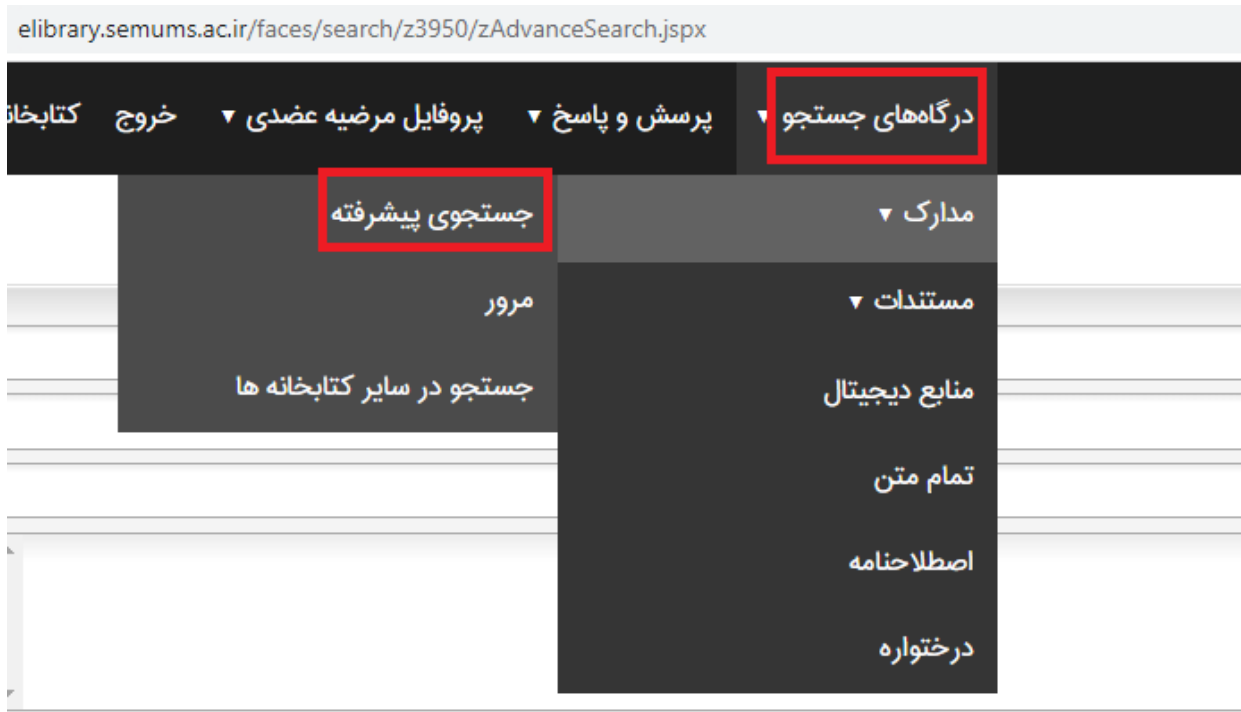 elibrary.semums.ac.ir/faces/search/z3950/zAdvanceSearch.jspx
درگاه‌های جستجو ▼ پرسش و پاسخ ▼ پروفایل مرضیه عضدی ▼ خروج
مدارک ▼
جستجوی پیشرفته
مرور
جستجو در سایر کتابخانه ها
مستندات ▼
منابع دیجیتال
تمام متن
اصطلاحنامه
درختواره